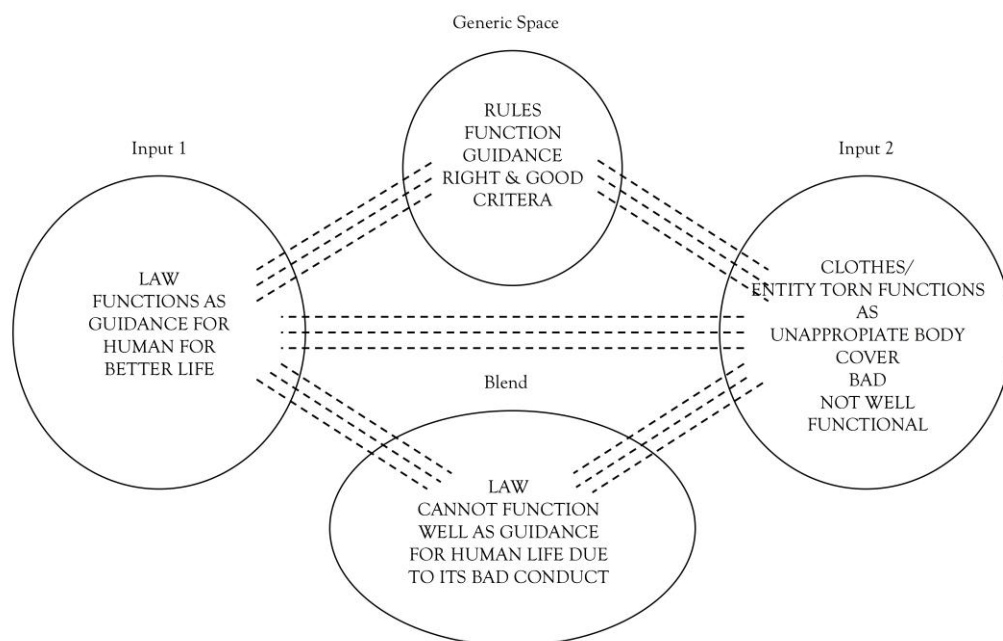 Generic Space
RULES
FUNCTION
GUIDANCE
RIGHT & GOOD
CRITERA
Input 1
LAW
FUNCTIONS AS
GUIDANCE FOR
HUMAN FOR
BETTER LIFE
Input 2
CLOTHES/
ENTITY TORN FUNCTIONS
AS
UNAPPROPIATE BODY
COVER
BAD
NOT WELL
FUNCTIONAL
Blend
LAW
CANNOT FUNCTION
WELL AS GUIDANCE
FOR HUMAN LIFE DUE
TO ITS BAD CONDUCT